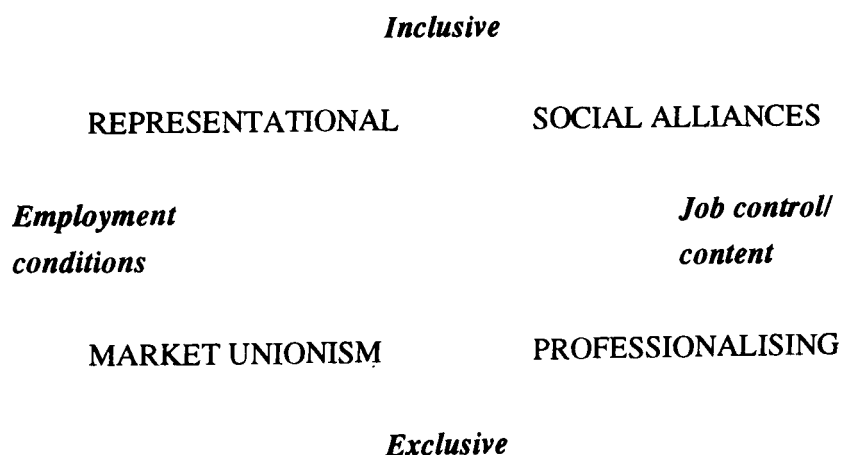 Inclusive
REPRESENTATIONAL SOCIAL ALLIANCES
Employment Job control/
conditions content
MARKET UNIONISM PROFESSIONALISING
Exclusive